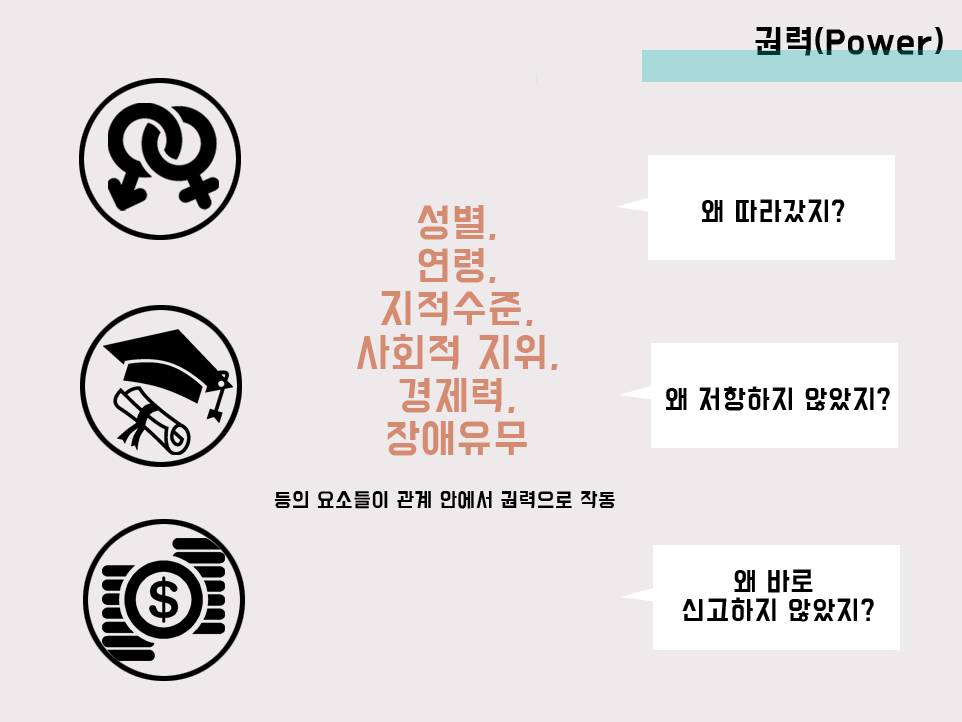 권력(Power)
성별,
연령,
지적수준,
사회적 지위,
경제력,
장애유무
등의 요소들이 관계 안에서 권력으로 작동
왜 따라갔지?
왜 저항하지 않았지?
왜 바로
신고하지 않았지?
$